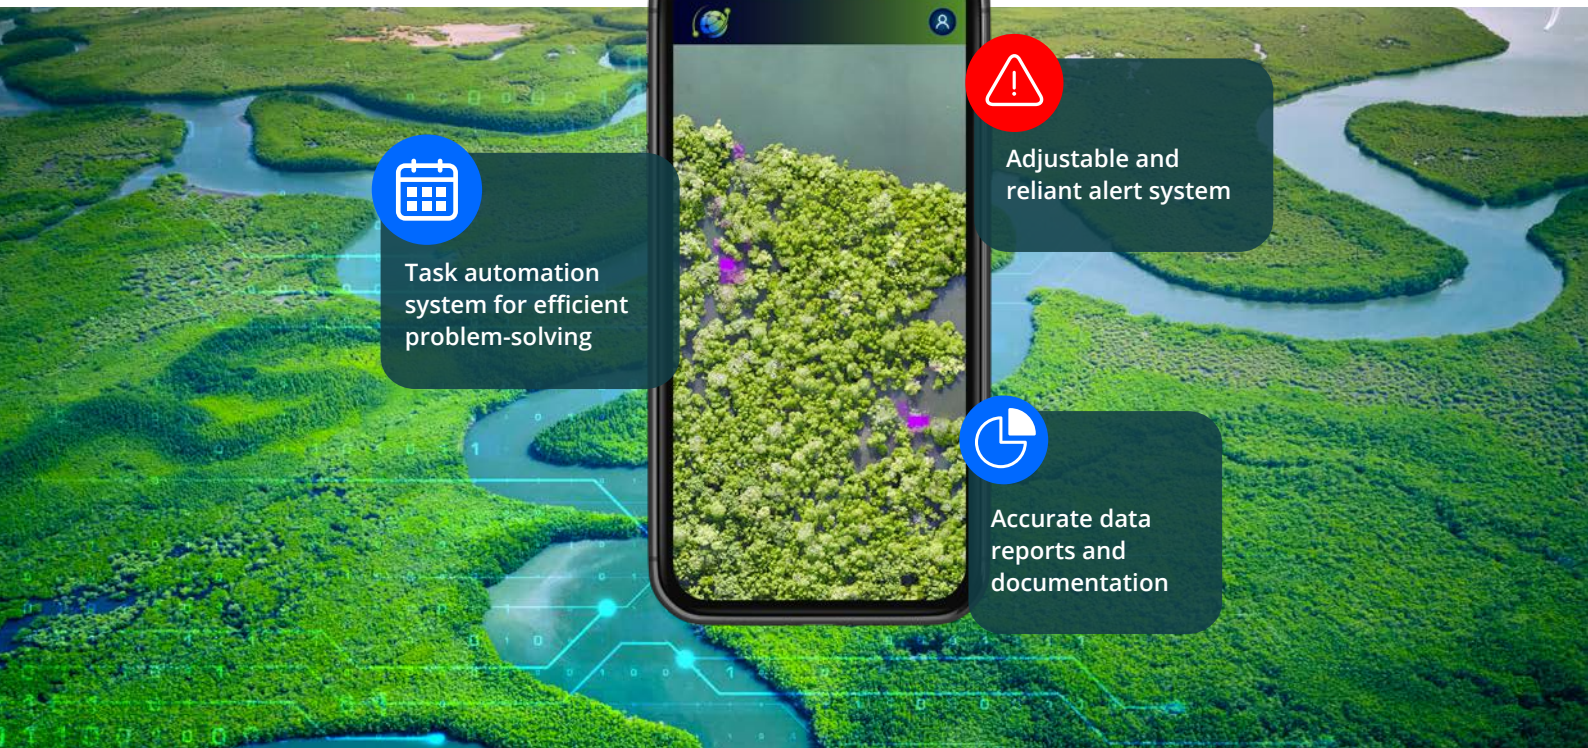 Adjustable and
reliant alert system
Task automation
system for efficient
problem-solving
Accurate data
reports and
documentation